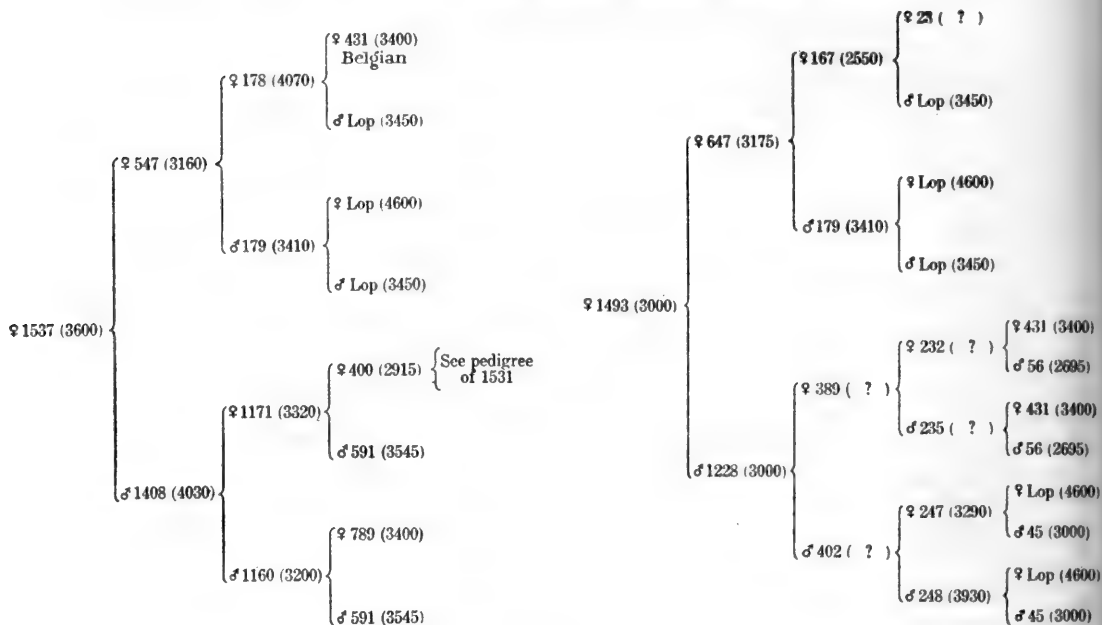 ♀ 431 (3400)
Belgian
♀ 178 (4070)
♂ Lop (3450)
♀ 547 (3160)
♀ Lop (4600)
♂ 179 (3410)
♂ Lop (3450)
♀ 1537 (3600)
♀ 400 (2915)
See pedigree
of 1531
♀ 1171 (3320)
♂ 591 (3545)
♂ 1408 (4030)
♀ 789 (3400)
♂ 1160 (3200)
♂ 591 (3545)
♀ 23 ( ? )
♀ 167 (2550)
♂ Lop (3450)
♀ 647 (3175)
♀ Lop (4600)
♂ 179 (3410)
♂ Lop (3450)
♀ 1493 (3000)
♀ 431 (3400)
♀ 232 ( ? )
♂ 56 (2695)
♀ 389 ( ? )
♀ 431 (3400)
♂ 235 ( ? )
♂ 56 (2695)
♂ 1228 (3000)
♀ Lop (4600)
♀ 247 (3290)
♂ 45 (3000)
♂ 402 ( ? )
♀ Lop (4600)
♂ 248 (3930)
♂ 45 (3000)